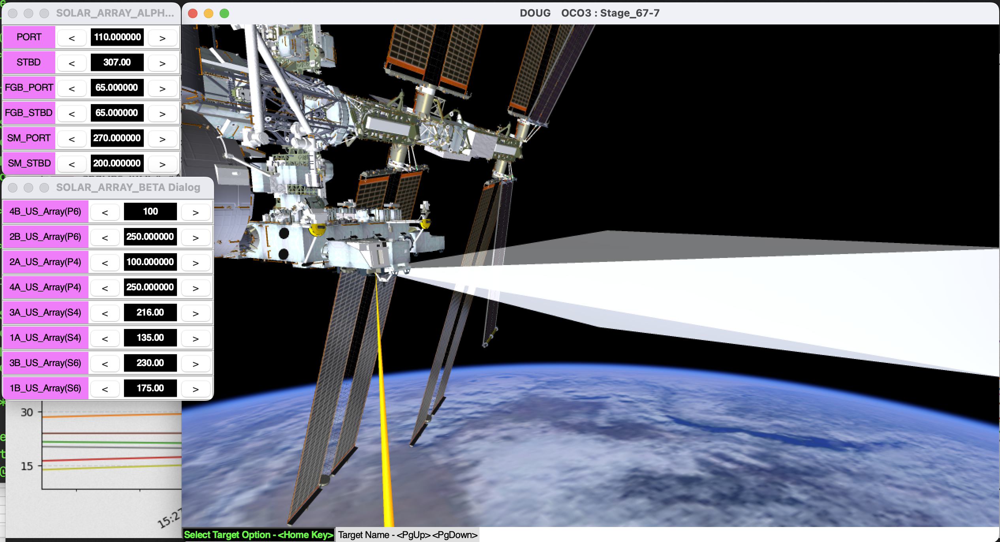 SOLAR_ARRAY_ALPH...
PORT < 110.000000 >
STBD < 307.00 >
FGB_PORT < 65.000000 >
FGB_STBD < 65.000000 >
SM_PORT < 270.000000 >
SM_STBD < 200.000000 >
SOLAR_ARRAY_BETA Dialog
4B_US_Array(P6) < 100 >
2B_US_Array(P6) < 250.000000 >
2A_US_Array(P4) < 100.000000 >
4A_US_Array(P4) < 250.000000 >
3A_US_Array(S4) < 216.00 >
1A_US_Array(S4) < 135.00 >
3B_US_Array(S6) < 230.00 >
1B_US_Array(S6) < 175.00 >
30
15
15:27
DOUG OCO3 : Stage_67-7
Select Target Option - <Home Key> Target Name - <PgUp> <PgDown>